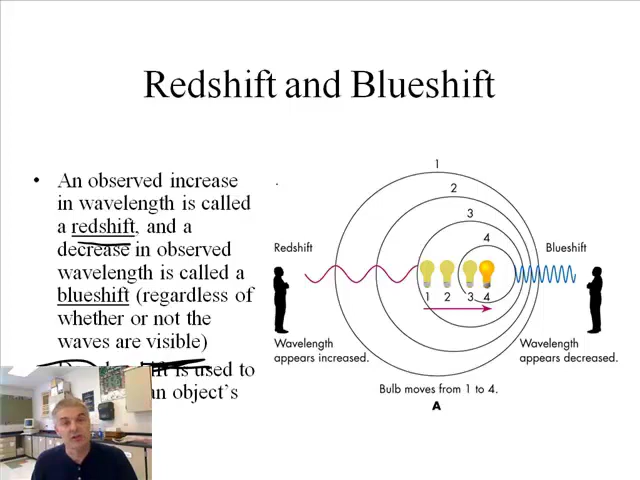 Redshift and Blueshift
• An observed increase
in wavelength is called
a redshift, and a
decrease in observed
wavelength is called a
blueshift (regardless of
whether or not the
waves are visible)
is used to
an object's
1
2
3
4
Redshift
Blueshift
1 2 3 4
Wavelength
appears increased.
Wavelength
appears decreased.
Bulb moves from 1 to 4.
A